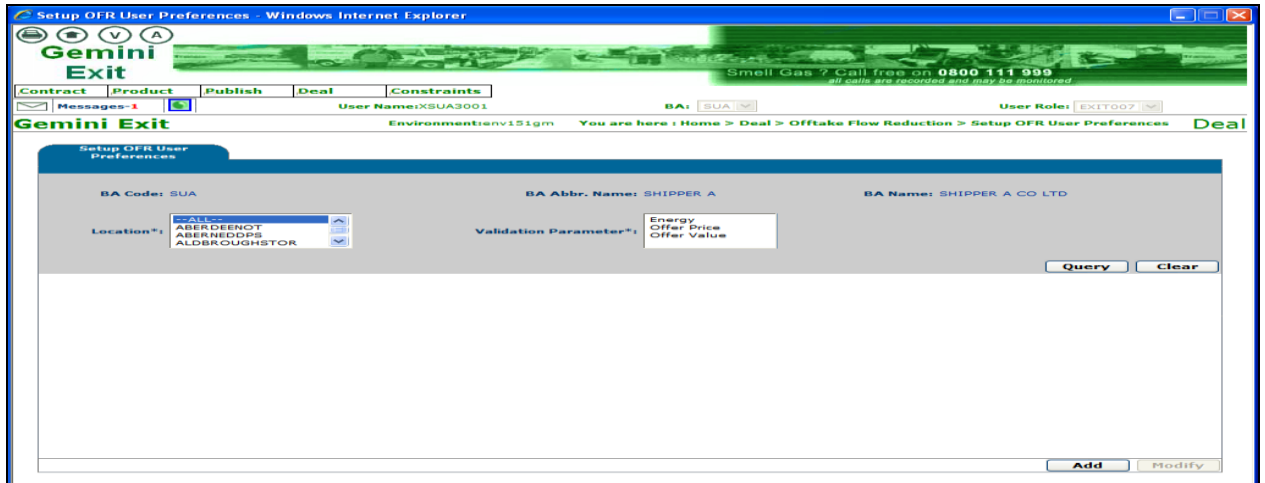 Setup OFR User Preferences - Windows Internet Explorer
V A
Gemini
Exit
Smell Gas ? Call free on 0800 111 999
all calls are recorded and may be monitored
Contract Product Publish Deal Constraints
Messages-1 User Name:XSUA3001 BA: SUA User Role: EXIT007
Gemini Exit Environment:env151gm You are here : Home > Deal > Offtake Flow Reduction > Setup OFR User Preferences Deal
Setup OFR User
Preferences
BA Code: SUA BA Abbr. Name: SHIPPER A BA Name: SHIPPER A CO LTD
Location*: Validation Parameter*:
--ALL--
ABERDEENOT
ABERNEDDPS
ALDBROUGHSTOR
Energy
Offer Price
Offer Value
Query Clear
Add Modify